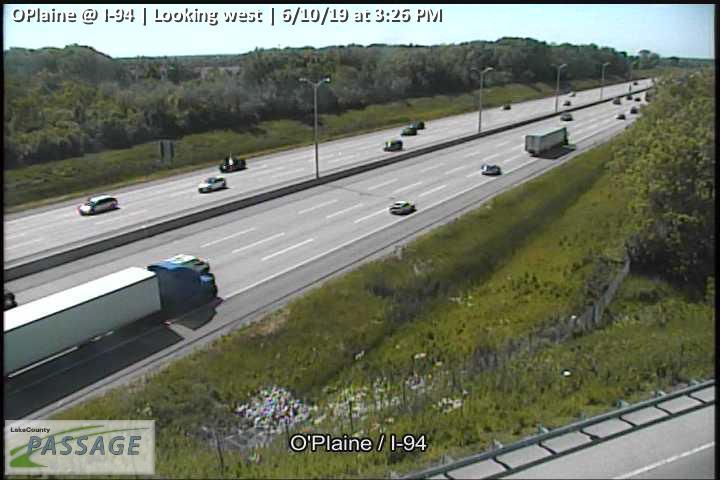 OPlaine @ I-94 | Looking west | 6/10/19 at 3:26 PM
O'Plaine / I-94
LakeCounty
PASSAGE